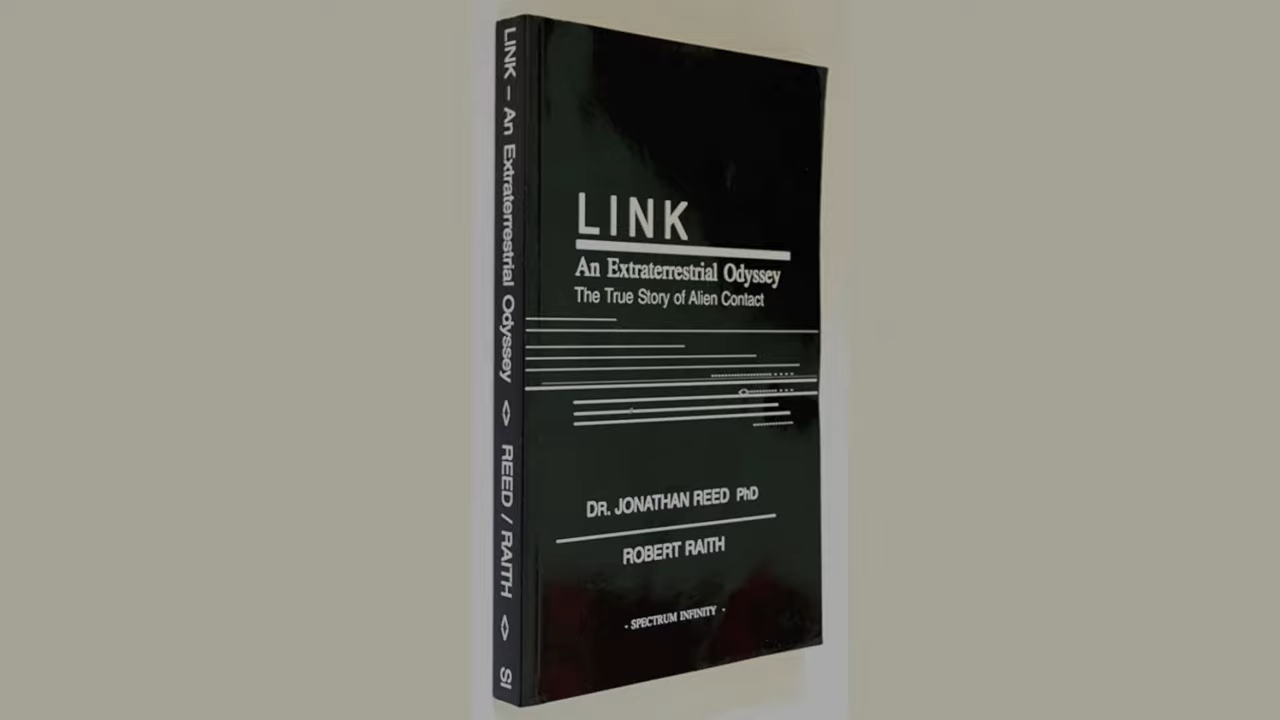 LINK – An Extraterrestrial Odyssey <> REED / RAITH <> SI
LINK
An Extraterrestrial Odyssey
The True Story of Alien Contact
DR. JONATHAN REED PhD
ROBERT RAITH
· SPECTRUM INFINITY ·